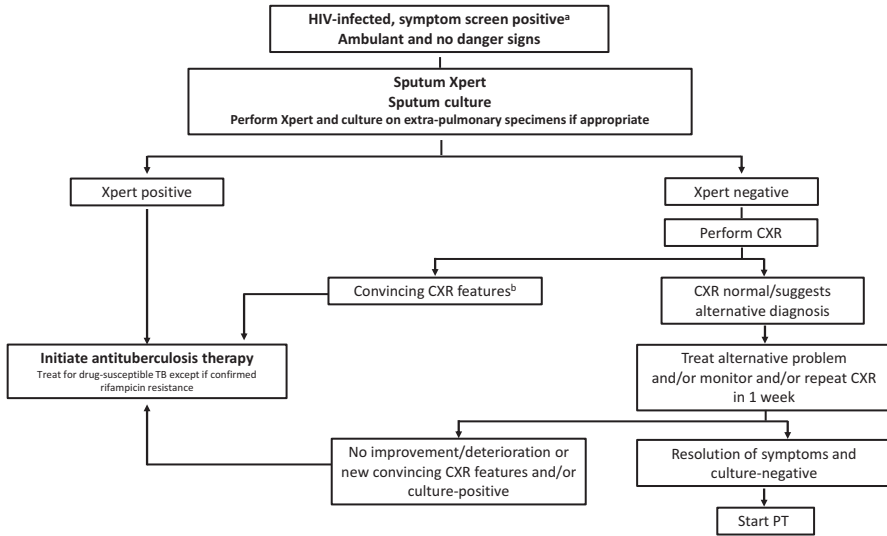 HIV-infected, symptom screen positiveᵃ
Ambulant and no danger signs
Sputum Xpert
Sputum culture
Perform Xpert and culture on extra-pulmonary specimens if appropriate
Xpert positive
Xpert negative
Perform CXR
Convincing CXR featuresᵇ
CXR normal/suggests
alternative diagnosis
Initiate antituberculosis therapy
Treat for drug-susceptible TB except if confirmed
rifampicin resistance
Treat alternative problem
and/or monitor and/or repeat CXR
in 1 week
No improvement/deterioration or
new convincing CXR features and/or
culture-positive
Resolution of symptoms and
culture-negative
Start PT